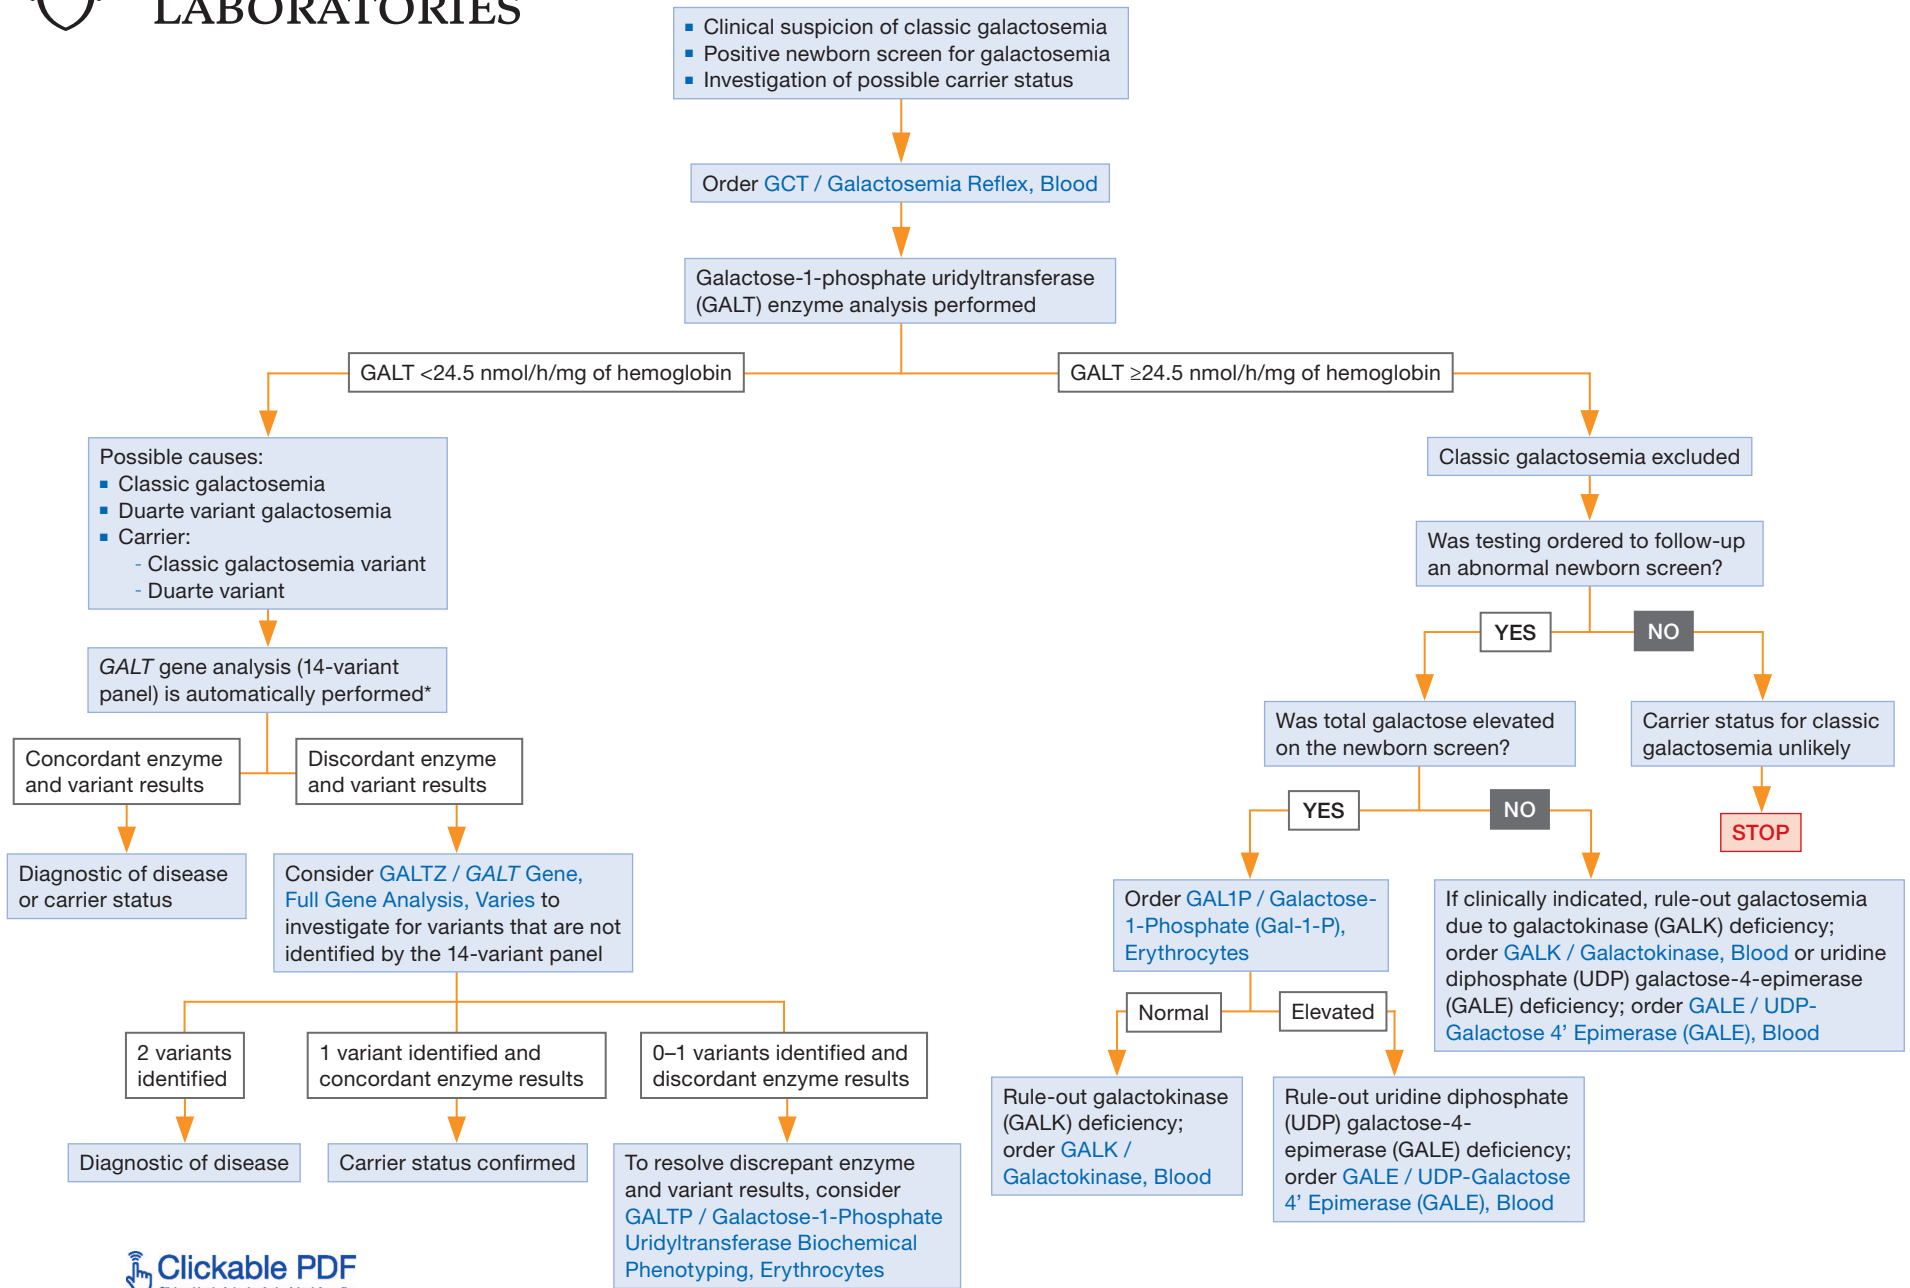 LABORATORIES
▪ Clinical suspicion of classic galactosemia
▪ Positive newborn screen for galactosemia
▪ Investigation of possible carrier status
Order GCT / Galactosemia Reflex, Blood
Galactose-1-phosphate uridyltransferase
(GALT) enzyme analysis performed
GALT <24.5 nmol/h/mg of hemoglobin
GALT ≥24.5 nmol/h/mg of hemoglobin
Possible causes:
▪ Classic galactosemia
▪ Duarte variant galactosemia
▪ Carrier:
- Classic galactosemia variant
- Duarte variant
GALT gene analysis (14-variant
panel) is automatically performed*
Concordant enzyme
and variant results
Discordant enzyme
and variant results
Diagnostic of disease
or carrier status
Consider GALTZ / GALT Gene,
Full Gene Analysis, Varies to
investigate for variants that are not
identified by the 14-variant panel
2 variants
identified
1 variant identified and
concordant enzyme results
0–1 variants identified and
discordant enzyme results
Diagnostic of disease
Carrier status confirmed
To resolve discrepant enzyme
and variant results, consider
GALTP / Galactose-1-Phosphate
Uridyltransferase Biochemical
Phenotyping, Erythrocytes
Classic galactosemia excluded
Was testing ordered to follow-up
an abnormal newborn screen?
YES
NO
Was total galactose elevated
on the newborn screen?
Carrier status for classic
galactosemia unlikely
YES
NO
STOP
Order GAL1P / Galactose-
1-Phosphate (Gal-1-P),
Erythrocytes
If clinically indicated, rule-out galactosemia
due to galactokinase (GALK) deficiency;
order GALK / Galactokinase, Blood or uridine
diphosphate (UDP) galactose-4-epimerase
(GALE) deficiency; order GALE / UDP-
Galactose 4’ Epimerase (GALE), Blood
Normal
Elevated
Rule-out galactokinase
(GALK) deficiency;
order GALK /
Galactokinase, Blood
Rule-out uridine diphosphate
(UDP) galactose-4-
epimerase (GALE) deficiency;
order GALE / UDP-Galactose
4’ Epimerase (GALE), Blood
Clickable PDF